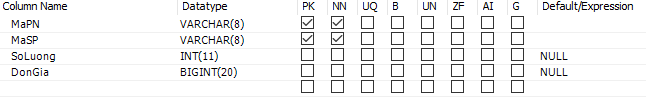 Column Name Datatype PK NN UQ B UN ZF AI G Default/Expression
MaPN VARCHAR(8)
MaSP VARCHAR(8)
SoLuong INT(11) NULL
DonGia BIGINT(20) NULL